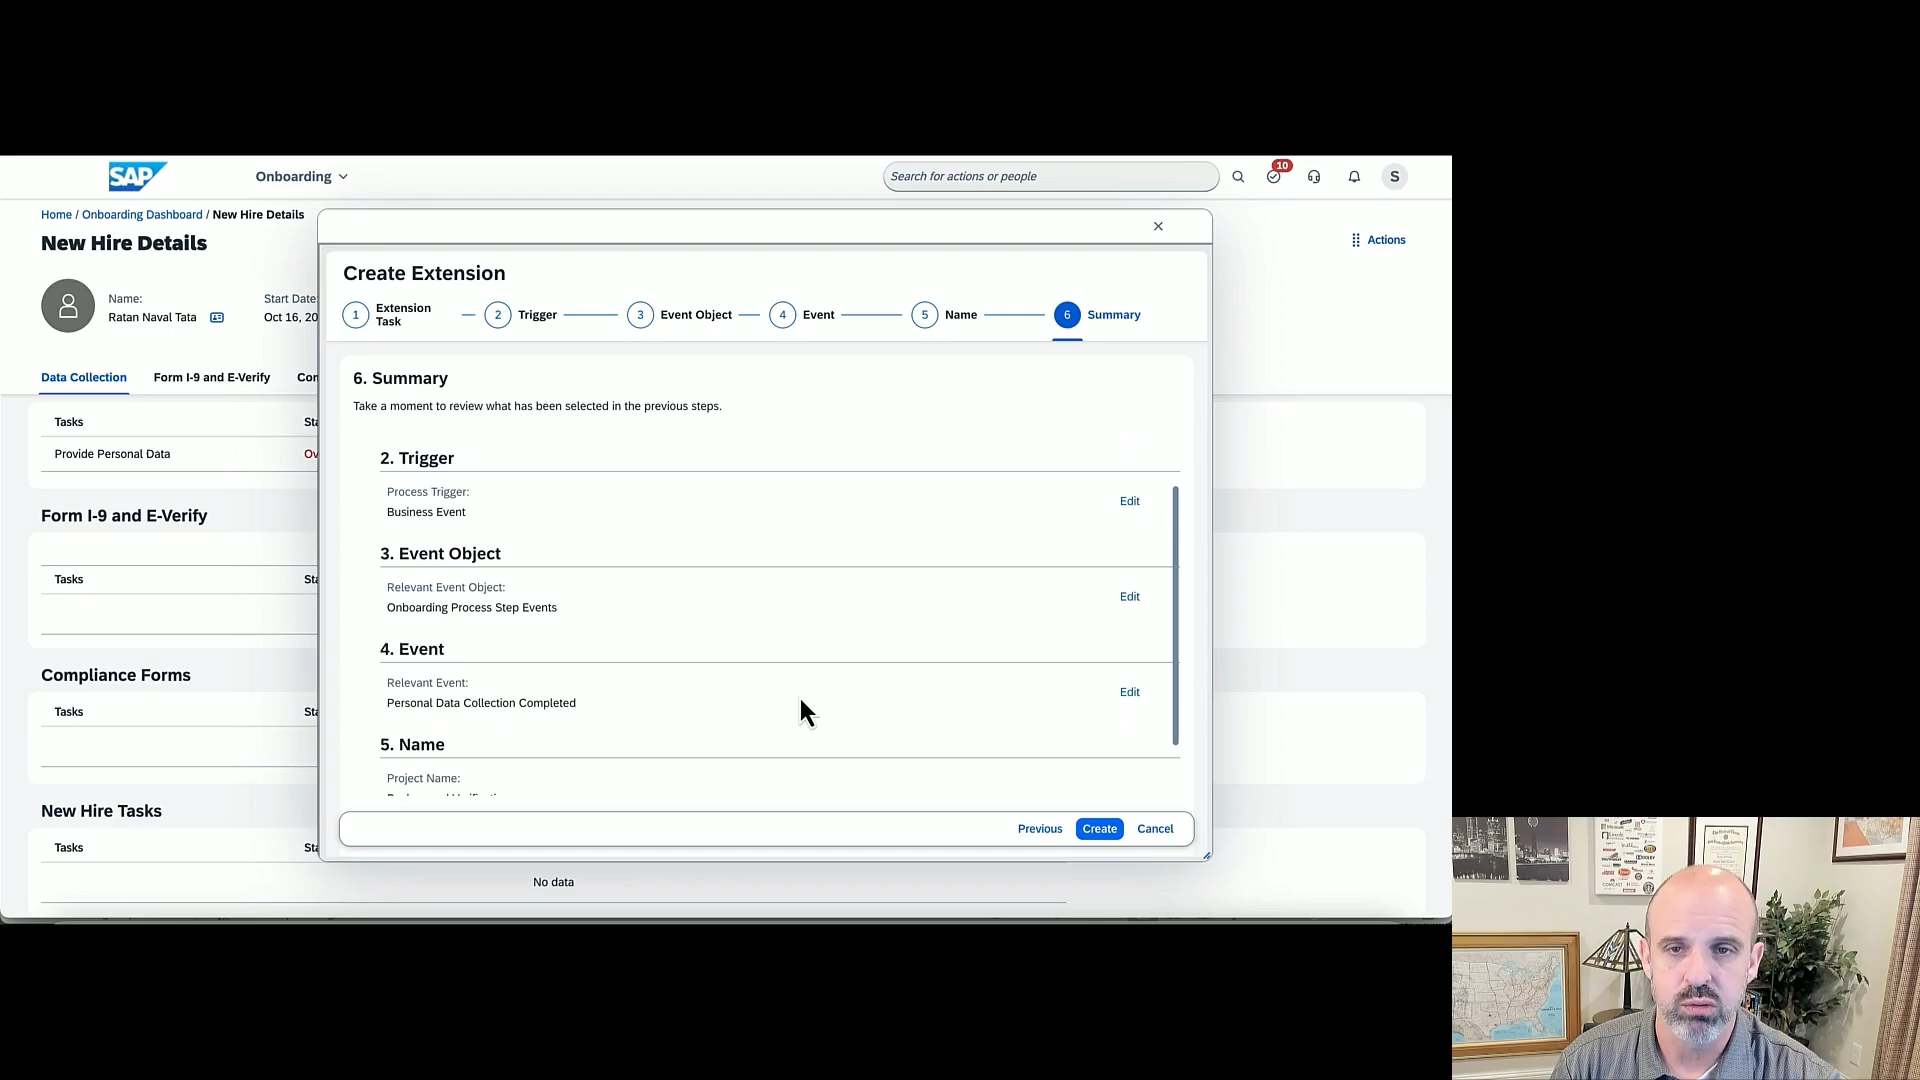 SAP
Onboarding
Search for actions or people
10
S
Home / Onboarding Dashboard / New Hire Details
New Hire Details
Actions
Name:
Ratan Naval Tata
Start Date:
Oct 16, 20
Data Collection
Form I-9 and E-Verify
Con
Tasks
Sta
Provide Personal Data
Ov
Form I-9 and E-Verify
Tasks
Sta
Compliance Forms
Tasks
Sta
New Hire Tasks
Tasks
Sta
No data
Create Extension
1
Extension
Task
2
Trigger
3
Event Object
4
Event
5
Name
6
Summary
6. Summary
Take a moment to review what has been selected in the previous steps.
2. Trigger
Process Trigger:
Business Event
Edit
3. Event Object
Relevant Event Object:
Onboarding Process Step Events
Edit
4. Event
Relevant Event:
Personal Data Collection Completed
Edit
5. Name
Project Name:
Previous
Create
Cancel